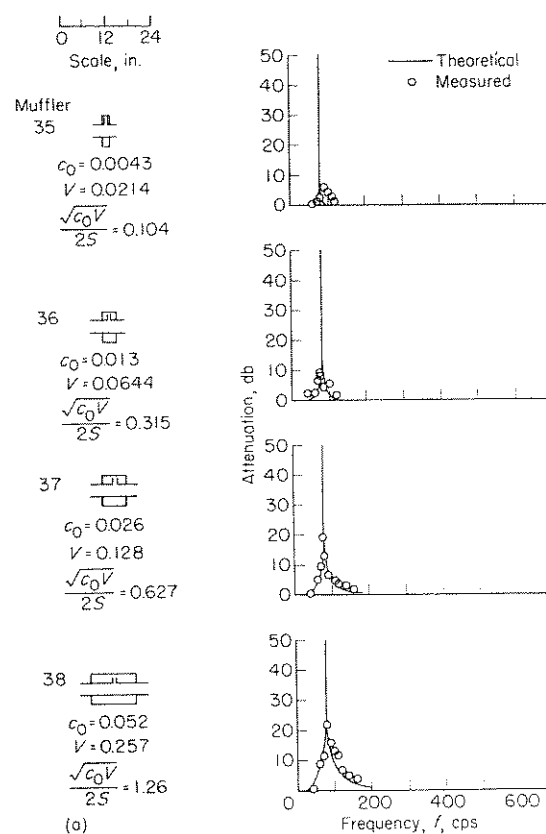 0 12 24
Scale, in.
Muffler
35
c₀ = 0.0043
V = 0.0214
√c₀V / 2S = 0.104
36
c₀ = 0.013
V = 0.0644
√c₀V / 2S = 0.315
37
c₀ = 0.026
V = 0.128
√c₀V / 2S = 0.627
38
c₀ = 0.052
V = 0.257
√c₀V / 2S = 1.26
(a)
Theoretical
Measured
Attenuation, db
50
40
30
20
10
0
50
40
30
20
10
0
50
40
30
20
10
0
50
40
30
20
10
0
0 200 400 600
Frequency, f, cps